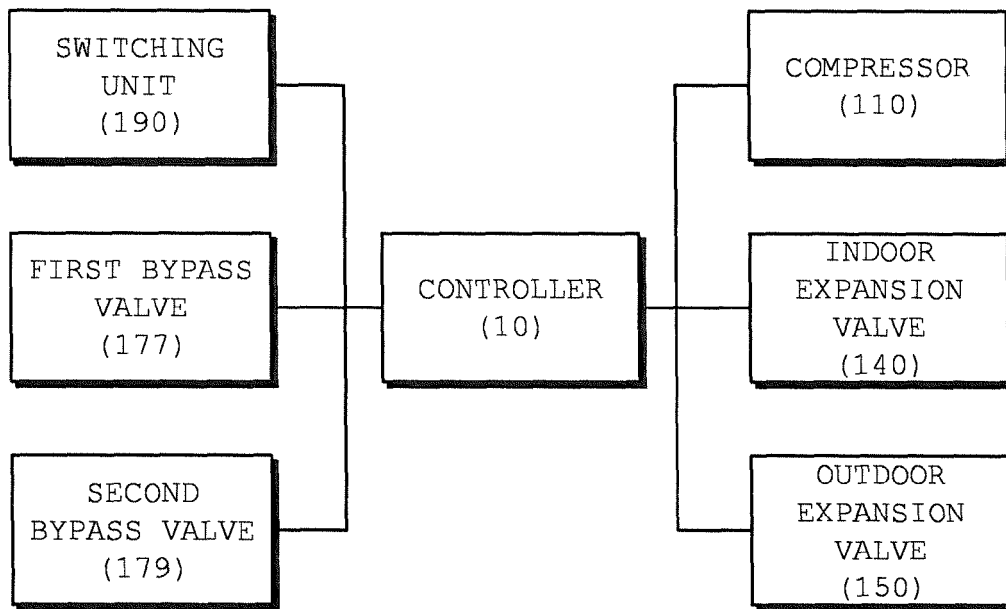 SWITCHING
UNIT
(190)
COMPRESSOR
(110)
FIRST BYPASS
VALVE
(177)
CONTROLLER
(10)
INDOOR
EXPANSION
VALVE
(140)
SECOND
BYPASS VALVE
(179)
OUTDOOR
EXPANSION
VALVE
(150)